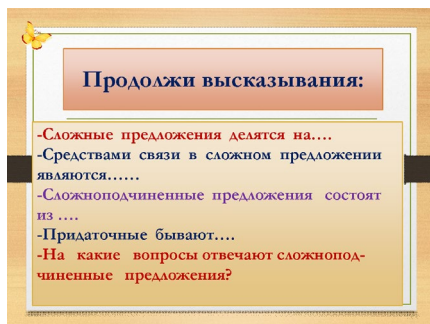 Продолжи высказывания:
-Сложные предложения делятся на….
-Средствами связи в сложном предложении
являются……
-Сложноподчиненные предложения состоят
из ….
-Придаточные бывают….
-На какие вопросы отвечают сложнопод-
чиненные предложения?